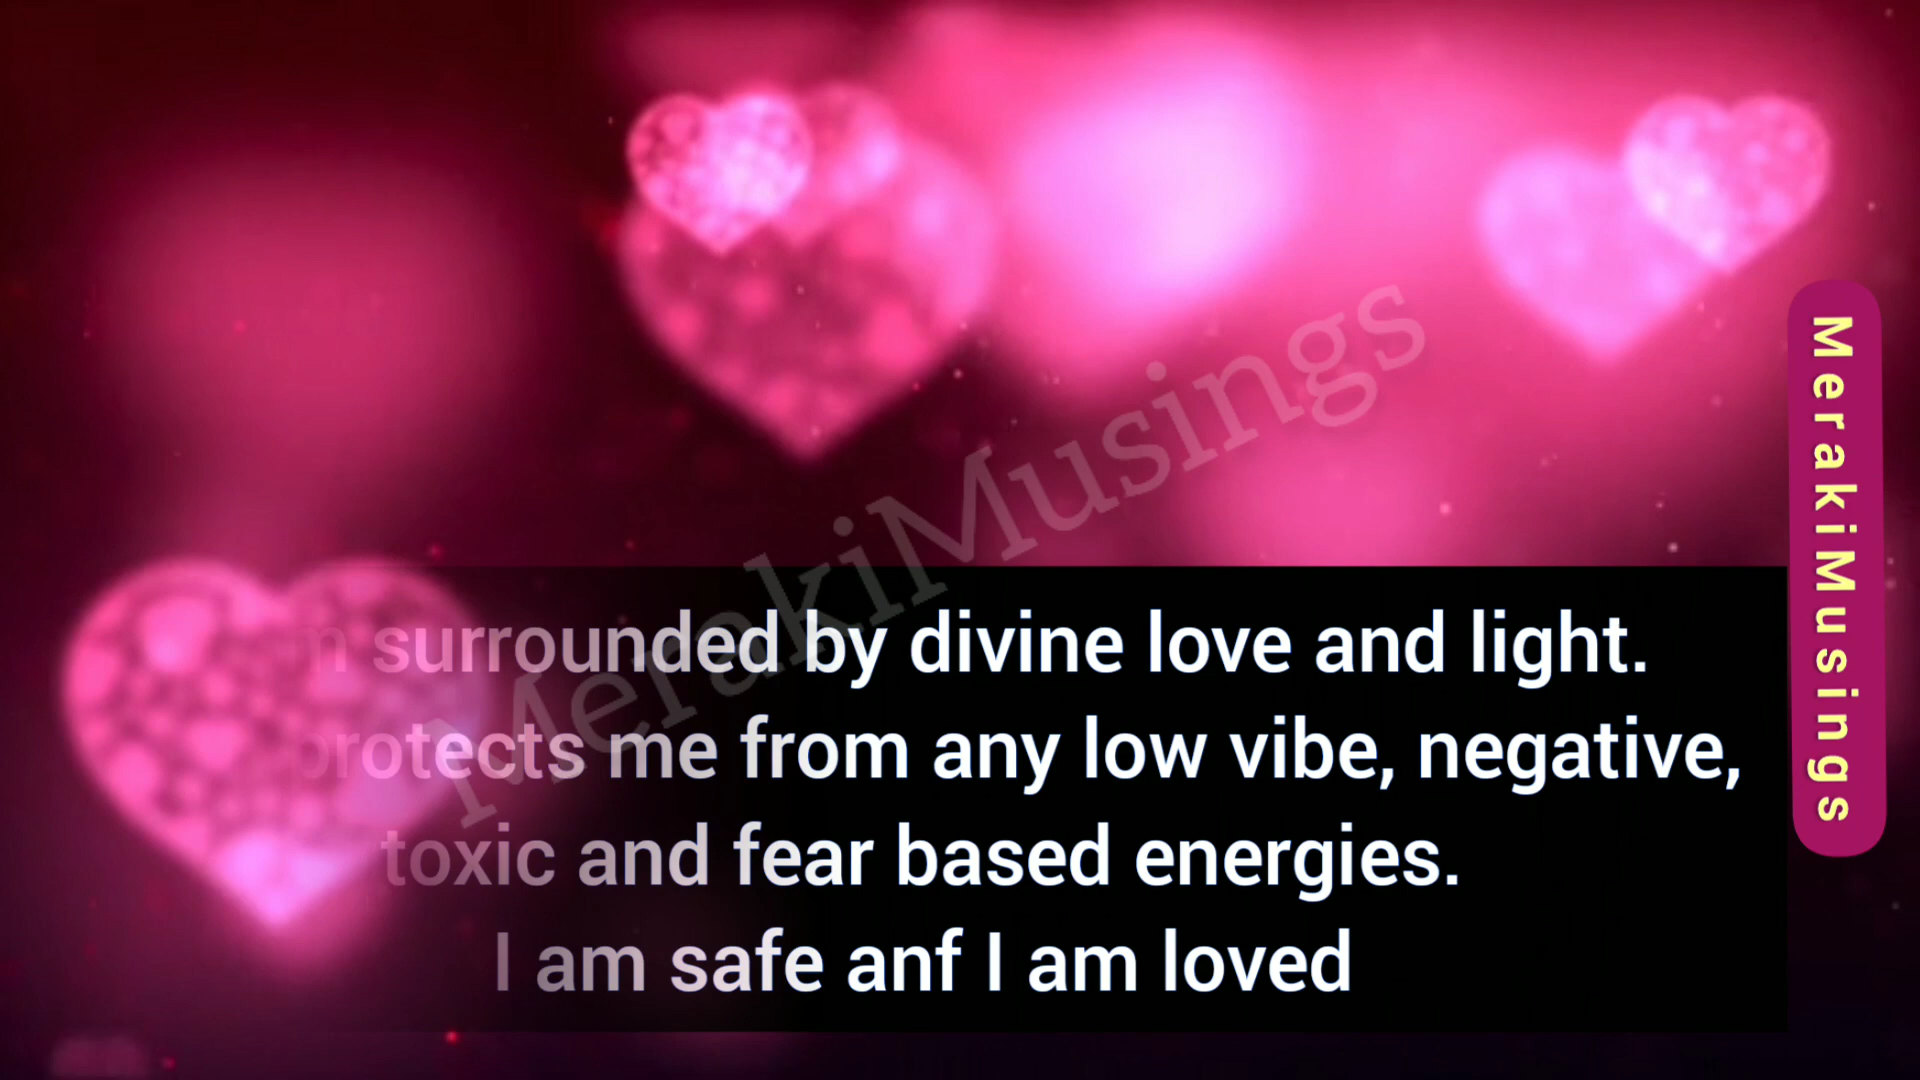 surrounded by divine love and light.
protects me from any low vibe, negative,
toxic and fear based energies.
I am safe anf I am loved
MerakiMusings
MerakiMusings